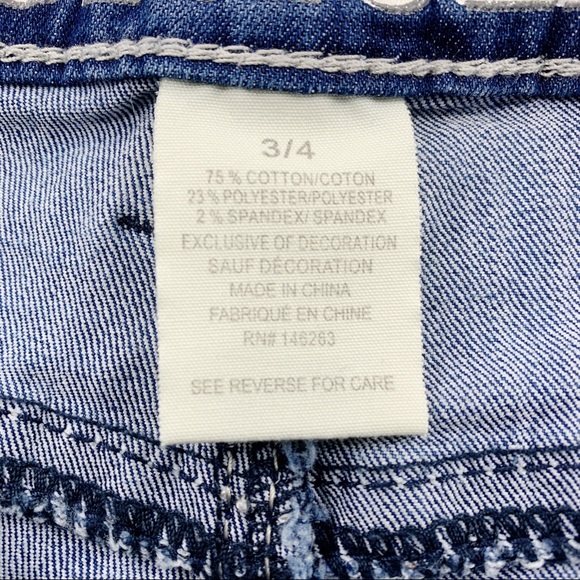 3/4
75 % COTTON/COTON
23 % POLYESTER/POLYESTER
2 % SPANDEX/ SPANDEX
EXCLUSIVE OF DECORATION
SAUF DÉCORATION
MADE IN CHINA
FABRIQUÉ EN CHINE
RN# 146263
SEE REVERSE FOR CARE